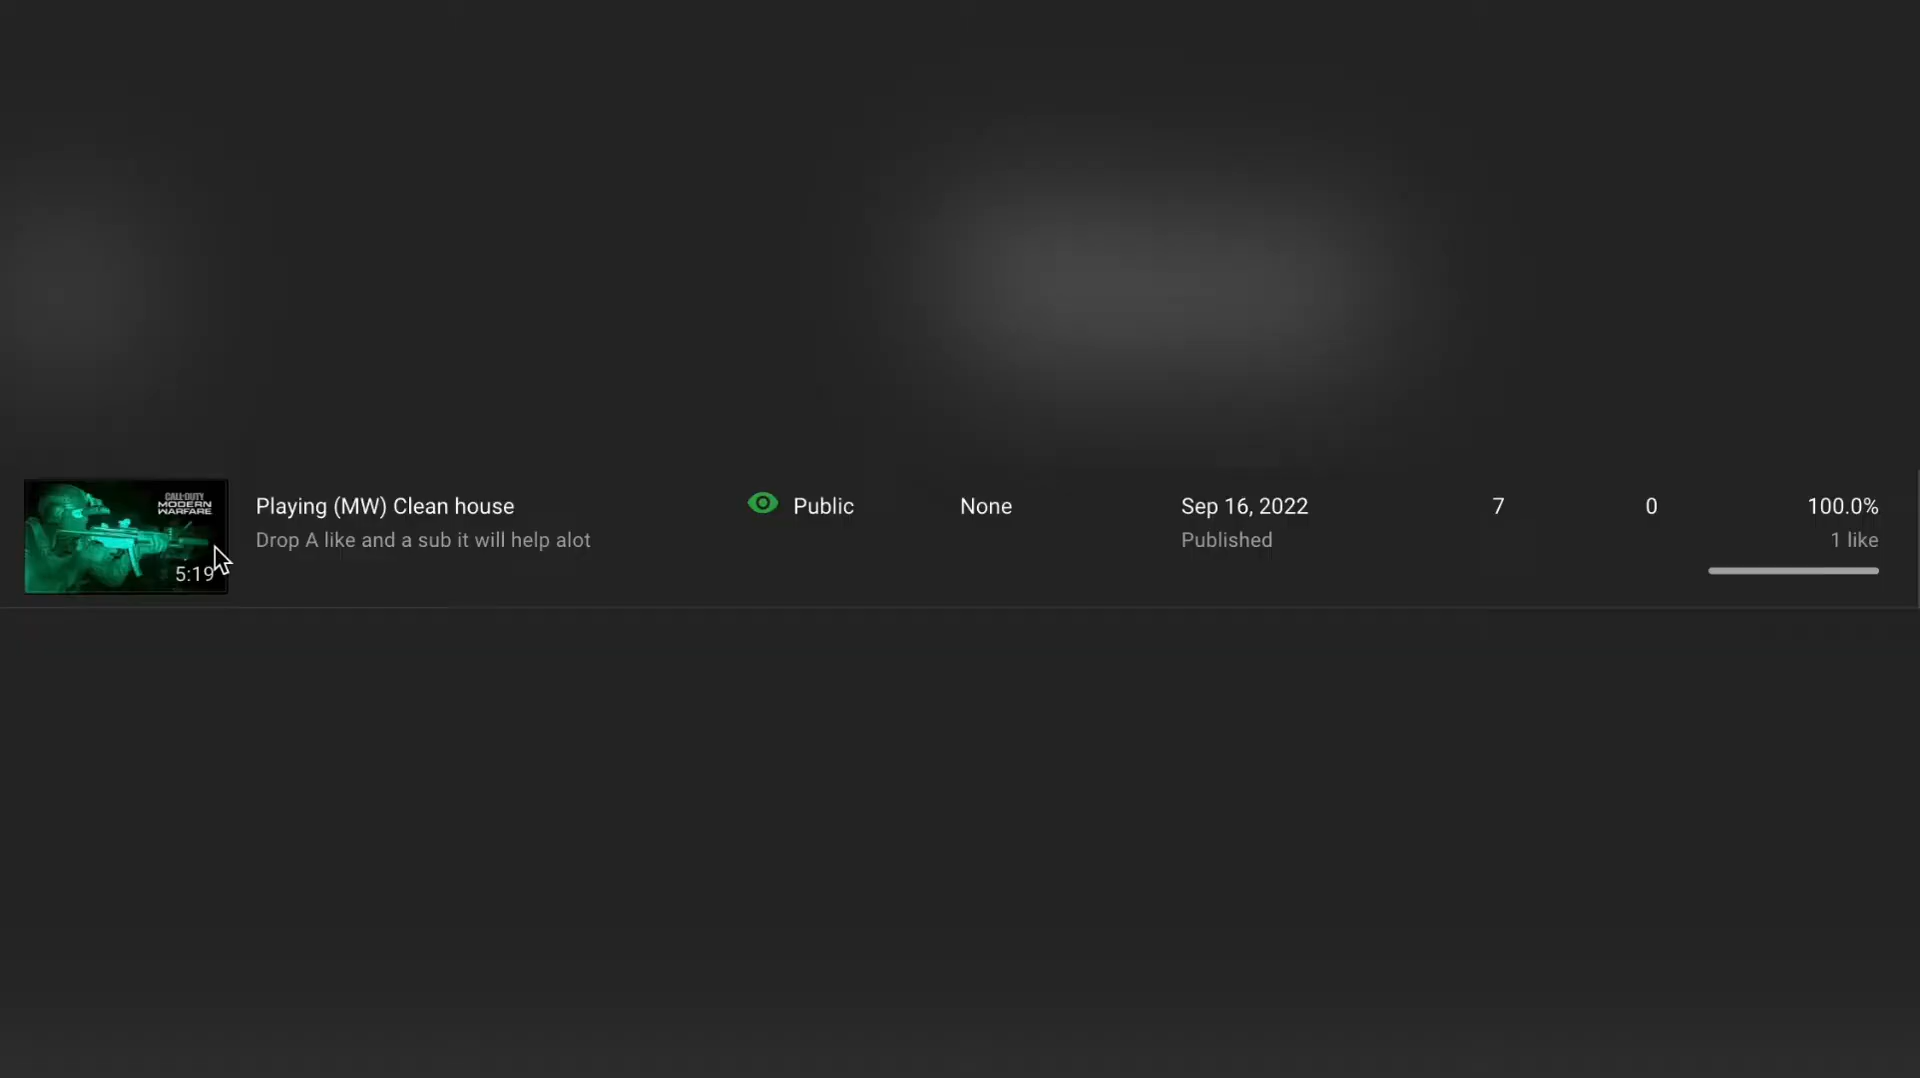 CALL OF DUTY
MODERN
WARFARE
5:19
Playing (MW) Clean house
Drop A like and a sub it will help alot
Public
None
Sep 16, 2022
Published
7
0
100.0%
1 like